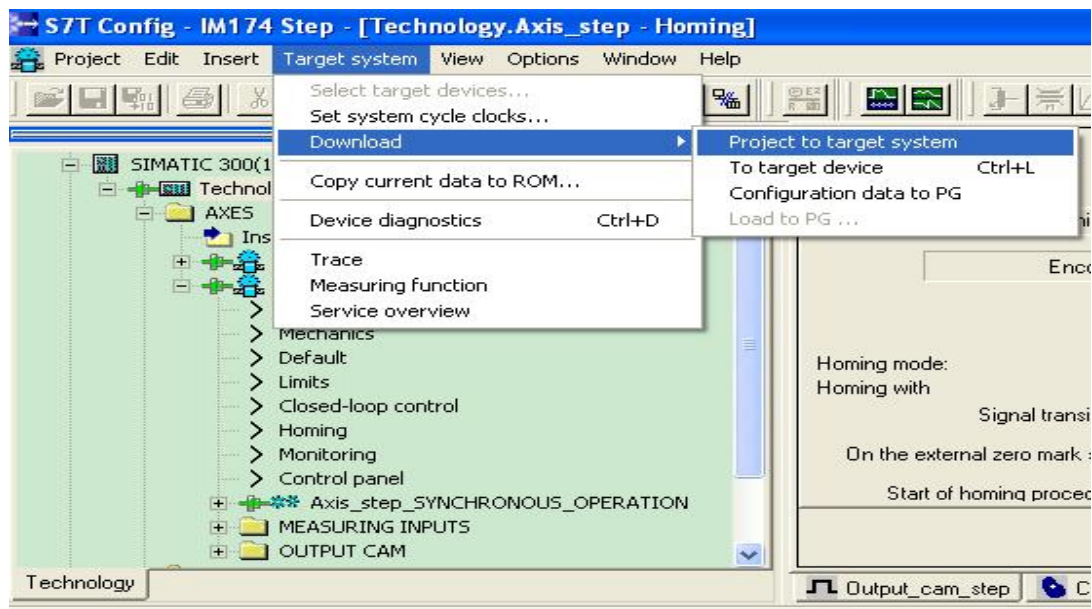 S7T Config - IM174 Step - [Technology.Axis_step - Homing]
Project Edit Insert Target system View Options Window Help
Select target devices...
Set system cycle clocks...
Download
Copy current data to ROM...
Device diagnostics Ctrl+D
Trace
Measuring function
Service overview
Project to target system
To target device Ctrl+L
Configuration data to PG
Load to PG ...
SIMATIC 300(1
Technol
AXES
Ins
Mechanics
Default
Limits
Closed-loop control
Homing
Monitoring
Control panel
Axis_step_SYNCHRONOUS_OPERATION
MEASURING INPUTS
OUTPUT CAM
Technology
Enco
Homing mode:
Homing with
Signal transi
On the external zero mark
Start of homing proced
Output_cam_step C